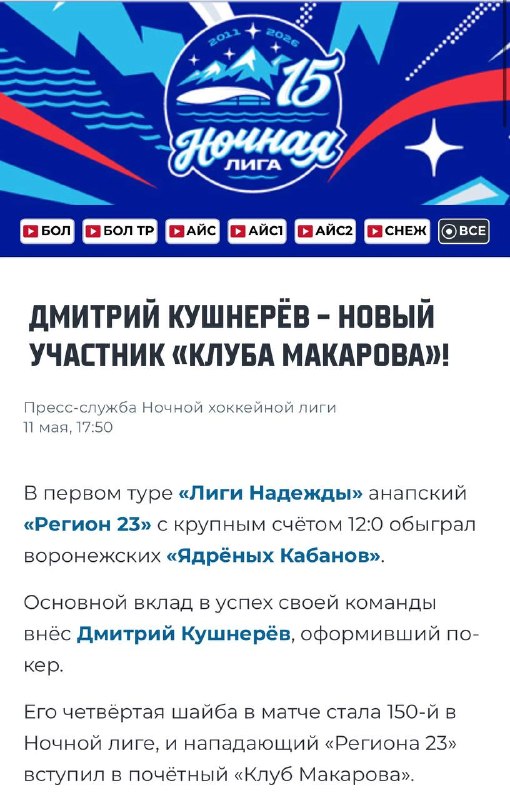 2011 2026
15
Ночная
ЛИГА
БОЛ
БОЛ ТР
АЙС
АЙС1
АЙС2
СНЕЖ
ВСЕ
ДМИТРИЙ КУШНЕРЁВ – НОВЫЙ
УЧАСТНИК «КЛУБА МАКАРОВА»!
Пресс-служба Ночной хоккейной лиги
11 мая, 17:50
В первом туре «Лиги Надежды» анапский
«Регион 23» с крупным счётом 12:0 обыграл
воронежских «Ядрёных Кабанов».
Основной вклад в успех своей команды
внёс Дмитрий Кушнерёв, оформивший по-
кер.
Его четвёртая шайба в матче стала 150-й в
Ночной лиге, и нападающий «Региона 23»
вступил в почётный «Клуб Макарова».